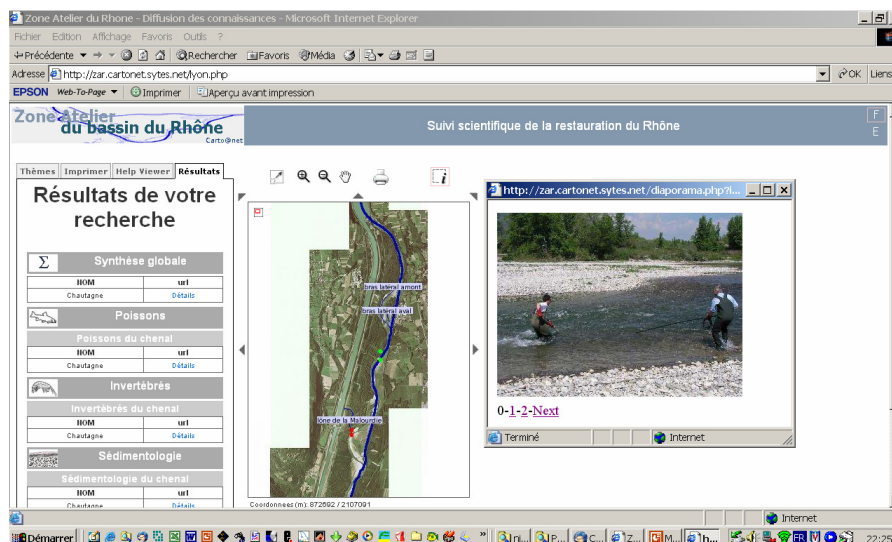 Zone Atelier du Rhone - Diffusion des connaissances - Microsoft Internet Explorer
Fichier Edition Affichage Favoris Outils ?
Précédente Rechercher Favoris Média
Adresse http://zar.cartonet.sytes.net/lyon.php OK Liens
EPSON Web-To-Page Imprimer Aperçu avant impression
Zone Atelier
du bassin du Rhône
Carto@net
Suivi scientifique de la restauration du Rhône
F
E
Thèmes Imprimer Help Viewer Résultats
Résultats de votre
recherche
Σ Synthèse globale
NOM url
Chautagne Détails
Poissons
Poissons du chenal
NOM url
Chautagne Détails
Invertébrés
Invertébrés du chenal
NOM url
Chautagne Détails
Sédimentologie
Sédimentologie du chenal
NOM url
Chautagne Détails
bras latéral amont
bras latéral aval
lône de la Malourdie
Coordonnees (m): 872692 / 2107091
http://zar.cartonet.sytes.net/diaporama.php?i...
0-1-2-Next
Terminé Internet
Internet
Démarrer